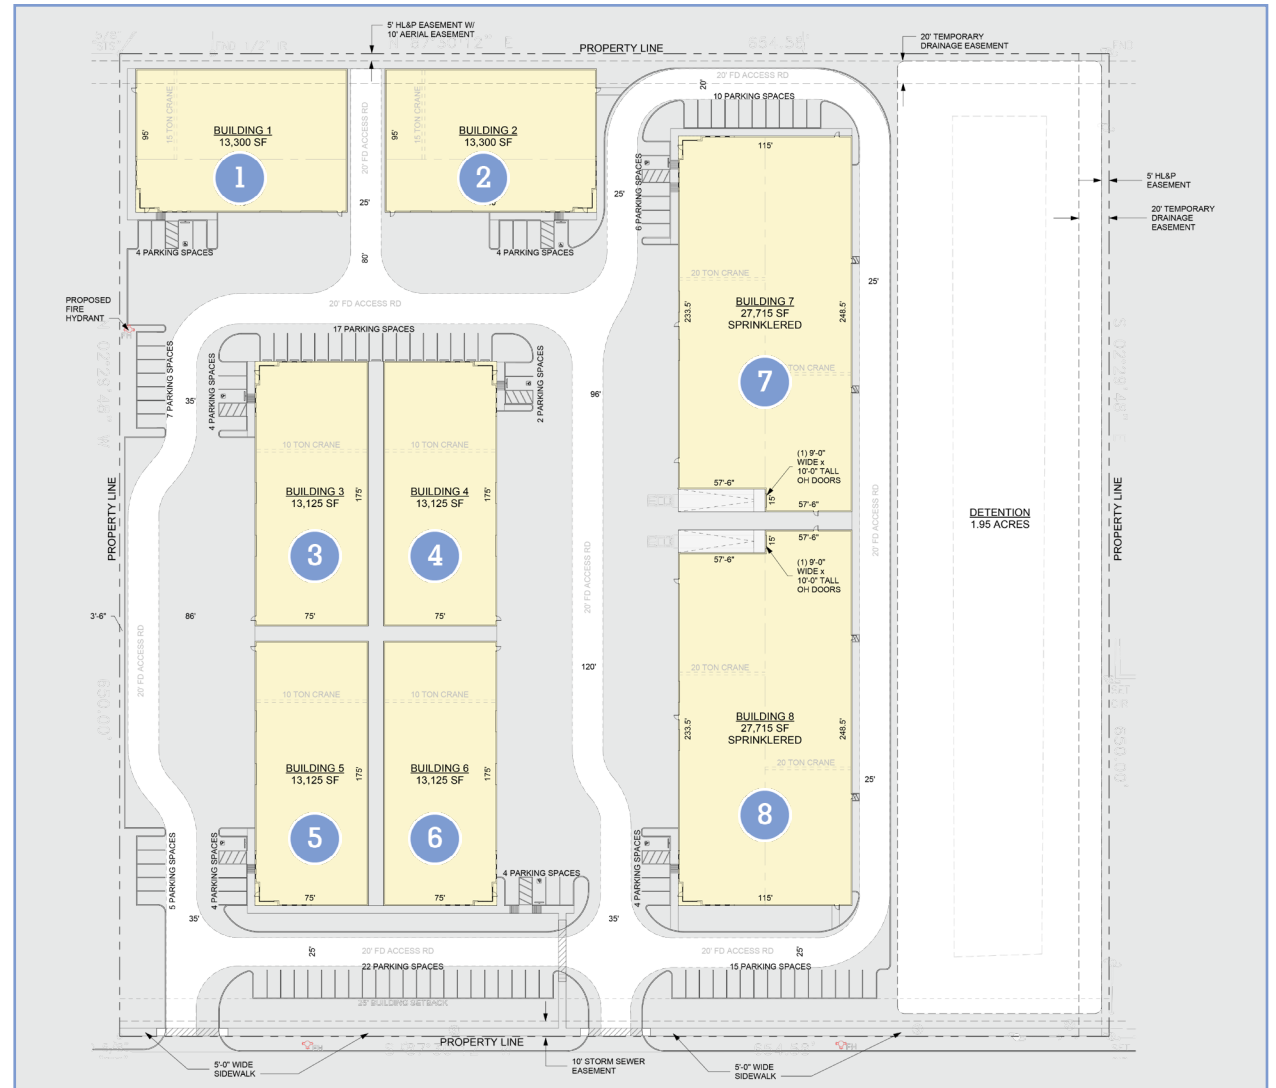 5' HL&P EASEMENT W/
10' AERIAL EASEMENT
PROPERTY LINE
20' TEMPORARY
DRAINAGE EASEMENT
20' FD ACCESS RD
20'
10 PARKING SPACES
15 TON CRANE
95'
BUILDING 1
13,300 SF
1
20' FD ACCESS RD
25'
80'
15 TON CRANE
95'
BUILDING 2
13,300 SF
2
4 PARKING SPACES
4 PARKING SPACES
6 PARKING SPACES
25'
115'
20 TON CRANE
BUILDING 7
27,715 SF
SPRINKLERED
7
233.5'
248.5'
TON CRANE
25'
5' HL&P
EASEMENT
20' TEMPORARY
DRAINAGE
EASEMENT
PROPOSED
FIRE
HYDRANT
20' FD ACCESS RD
17 PARKING SPACES
7 PARKING SPACES
35'
4 PARKING SPACES
2 PARKING SPACES
96'
10 TON CRANE
BUILDING 3
13,125 SF
175'
3
75'
10 TON CRANE
BUILDING 4
13,125 SF
175'
4
75'
(1) 9'-0"
WIDE x
10'-0" TALL
OH DOORS
57'-6"
15'
57'-6"
57'-6"
15'
57'-6"
(1) 9'-0"
WIDE x
10'-0" TALL
OH DOORS
20' FD ACCESS RD
DETENTION
1.95 ACRES
PROPERTY LINE
PROPERTY LINE
S 02°29'48" E
650.00'
650.00'
3'-6"
86'
20' FD ACCESS RD
20' FD ACCESS RD
120'
10 TON CRANE
BUILDING 5
13,125 SF
175'
5
75'
10 TON CRANE
BUILDING 6
13,125 SF
175'
6
75'
20 TON CRANE
BUILDING 8
27,715 SF
SPRINKLERED
233.5'
248.5'
20 TON CRANE
8
115'
25'
5 PARKING SPACES
4 PARKING SPACES
4 PARKING SPACES
4 PARKING SPACES
35'
35'
25'
20' FD ACCESS RD
22 PARKING SPACES
20' FD ACCESS RD
25'
15 PARKING SPACES
25' BUILDING SETBACK
PROPERTY LINE
5'-0" WIDE
SIDEWALK
10' STORM SEWER
EASEMENT
5'-0" WIDE
SIDEWALK